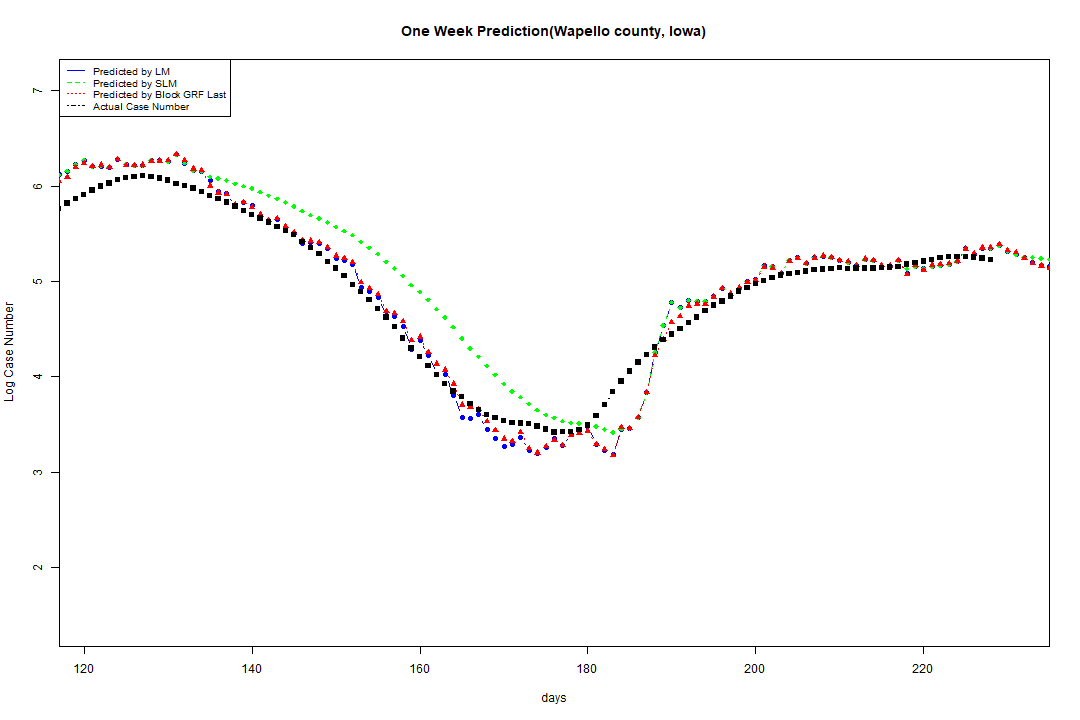 One Week Prediction(Wapello county, Iowa)
Predicted by LM
Predicted by SLM
Predicted by Block GRF Last
Actual Case Number
7
6
5
4
3
2
Log Case Number
120 140 160 180 200 220
days